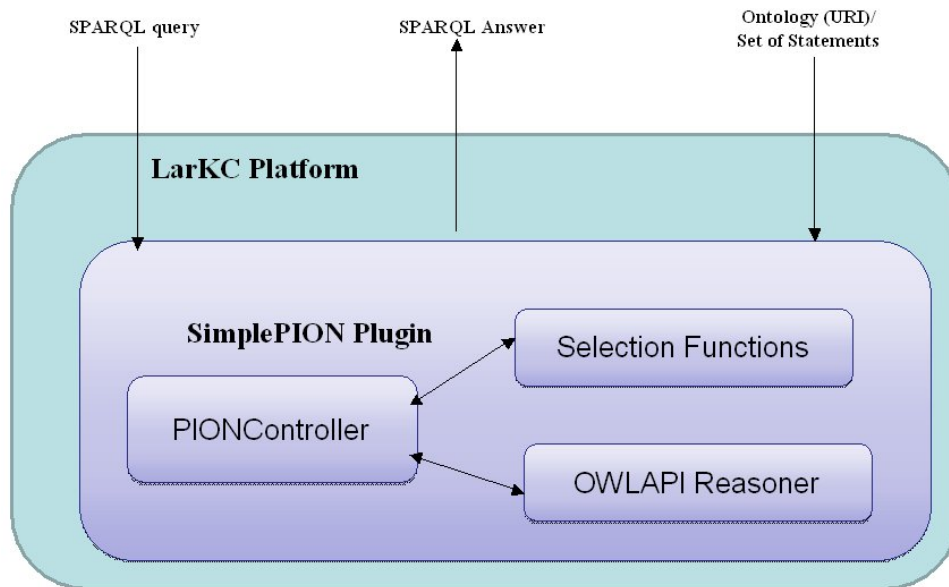 SPARQL query
SPARQL Answer
Ontology (URI)/
Set of Statements
LarKC Platform
SimplePION Plugin
Selection Functions
PIONController
OWLAPI Reasoner